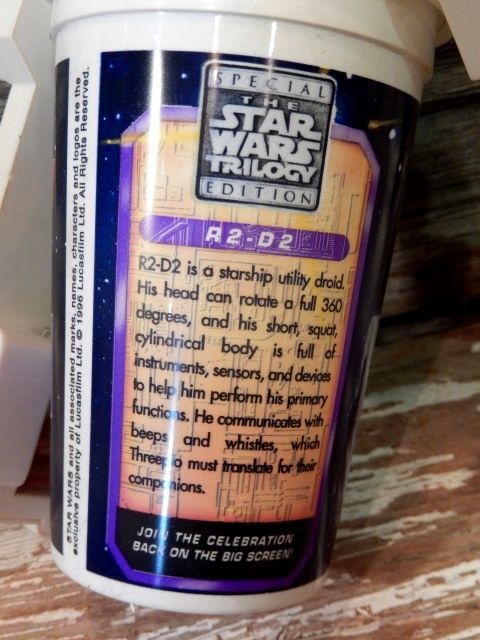 SPECIAL
THE
STAR
WARS
TRILOGY
EDITION
R2-D2
R2-D2 is a starship utility droid.
His head can rotate a full 360
degrees, and his short, squat,
cylindrical body is full of
instruments, sensors, and devices
to help him perform his primary
functions. He communicates with
beeps and whistles, which
Threepio must translate for their
companions.
JOIN THE CELEBRATION
BACK ON THE BIG SCREEN!
STAR WARS and all associated marks, names, characters and logos are the
exclusive property of Lucasfilm Ltd. © 1996 Lucasfilm Ltd. All Rights Reserved.